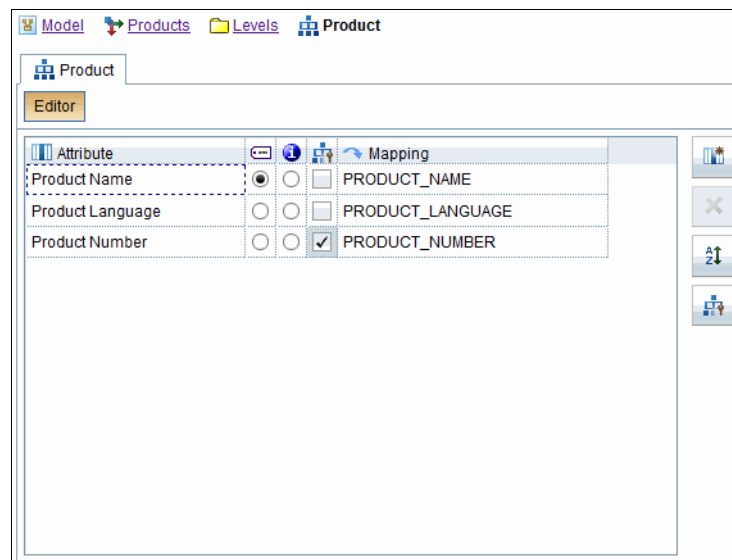 Model Products Levels Product
Product
Editor
Attribute Mapping
Product Name PRODUCT_NAME
Product Language PRODUCT_LANGUAGE
Product Number PRODUCT_NUMBER